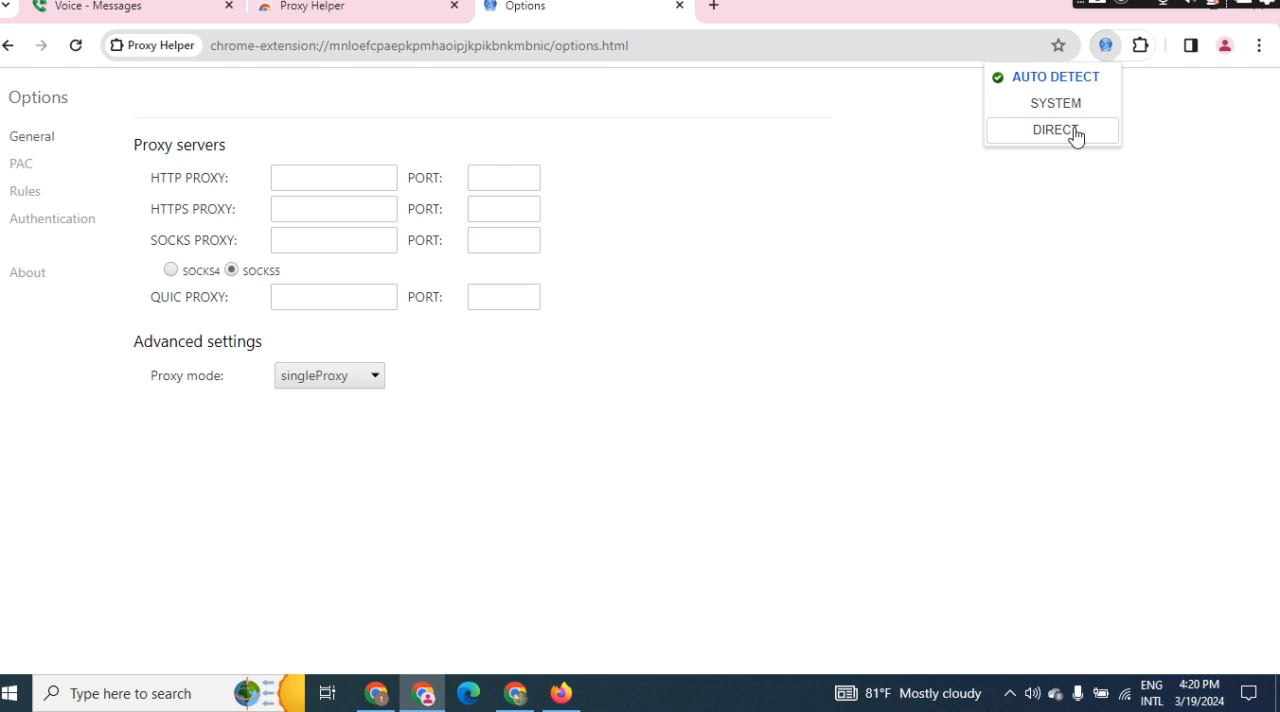 Voice - Messages
Proxy Helper
Options
Proxy Helper
chrome-extension://mnloefcpaepkpmhaoipjkpikbnkmbnic/options.html
AUTO DETECT
SYSTEM
DIRECT
Options
General
PAC
Rules
Authentication
About
Proxy servers
HTTP PROXY: PORT:
HTTPS PROXY: PORT:
SOCKS PROXY: PORT:
SOCKS4 SOCKS5
QUIC PROXY: PORT:
Advanced settings
Proxy mode: singleProxy
Type here to search
81°F Mostly cloudy
ENG
INTL
4:20 PM
3/19/2024